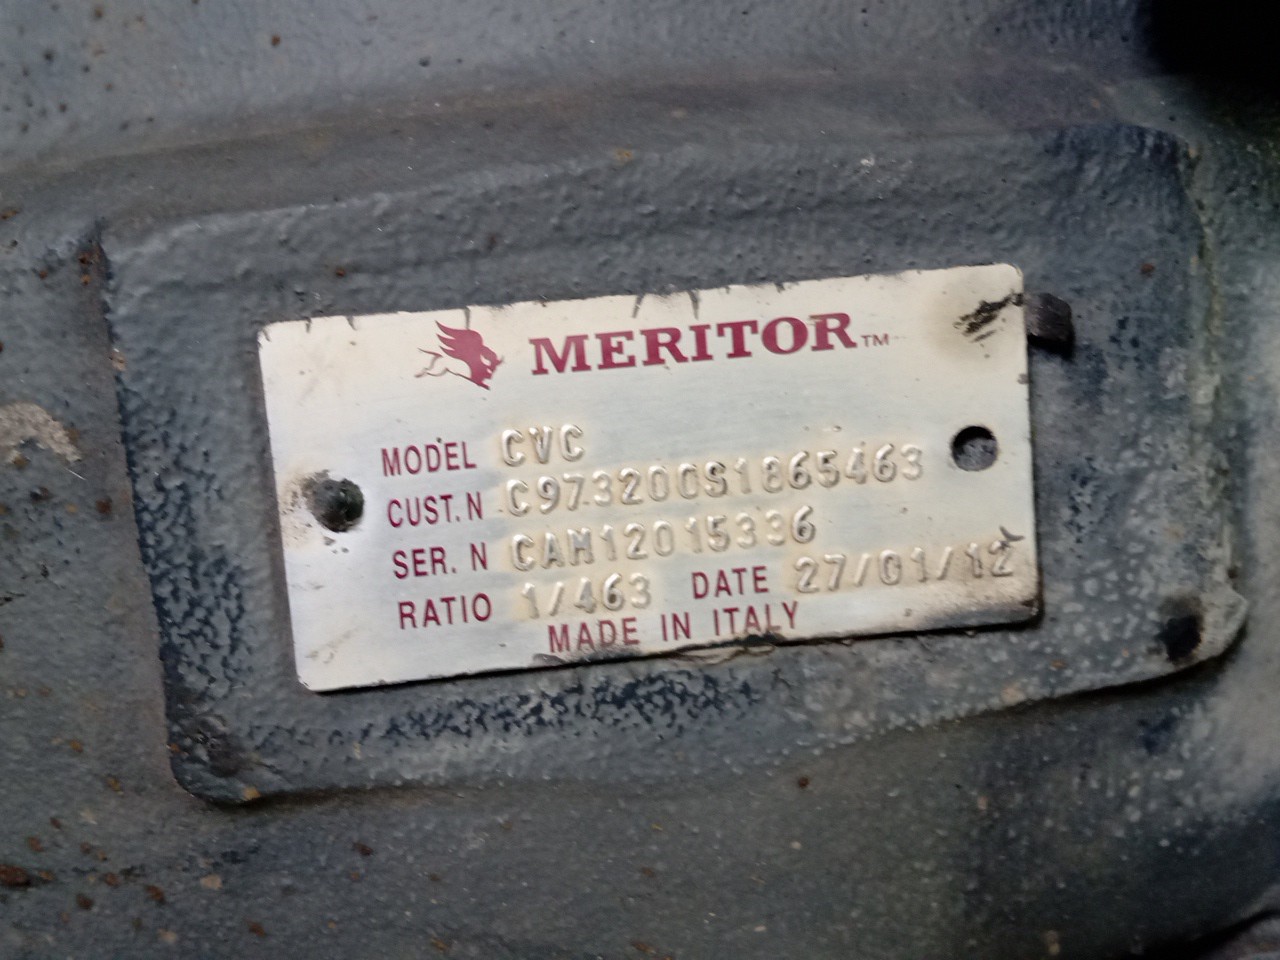 MERITOR™
MODEL CVC
CUST. N C973200S1865463
SER. N CAM12015336
RATIO 1/463 DATE 27/01/12
MADE IN ITALY